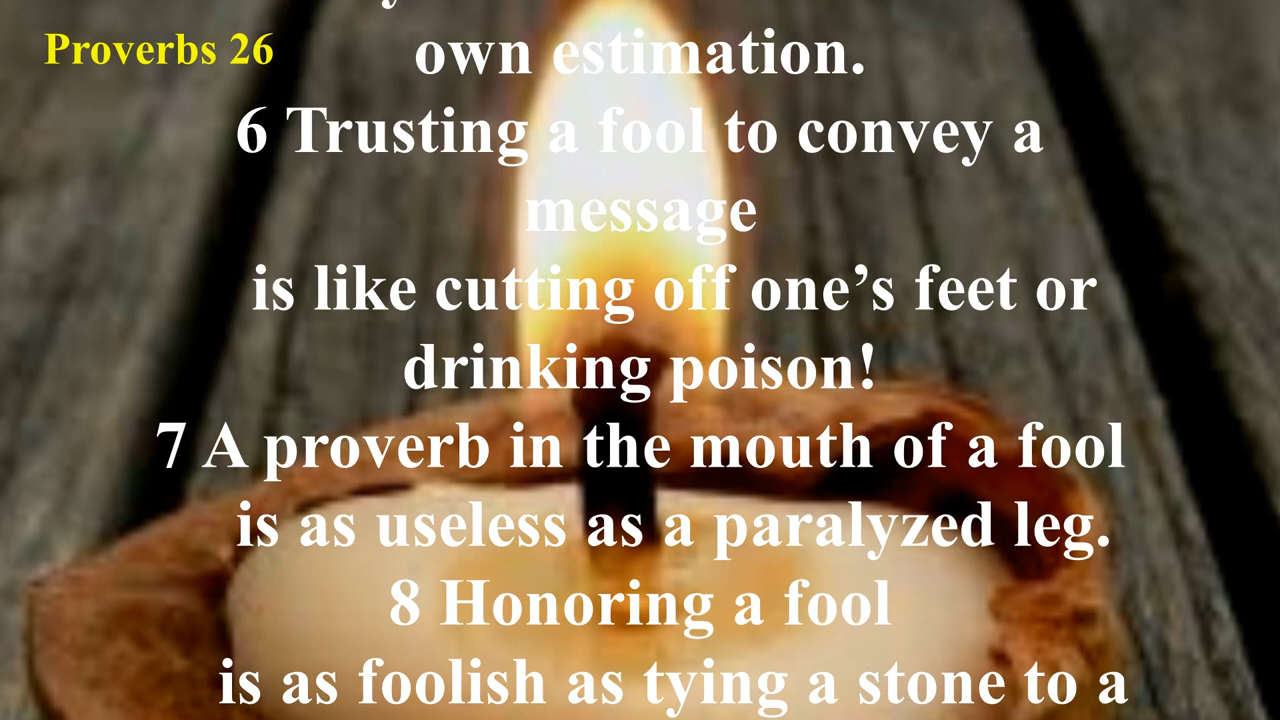 Proverbs 26
own estimation.
6 Trusting a fool to convey a
message
is like cutting off one’s feet or
drinking poison!
7 A proverb in the mouth of a fool
is as useless as a paralyzed leg.
8 Honoring a fool
is as foolish as tying a stone to a